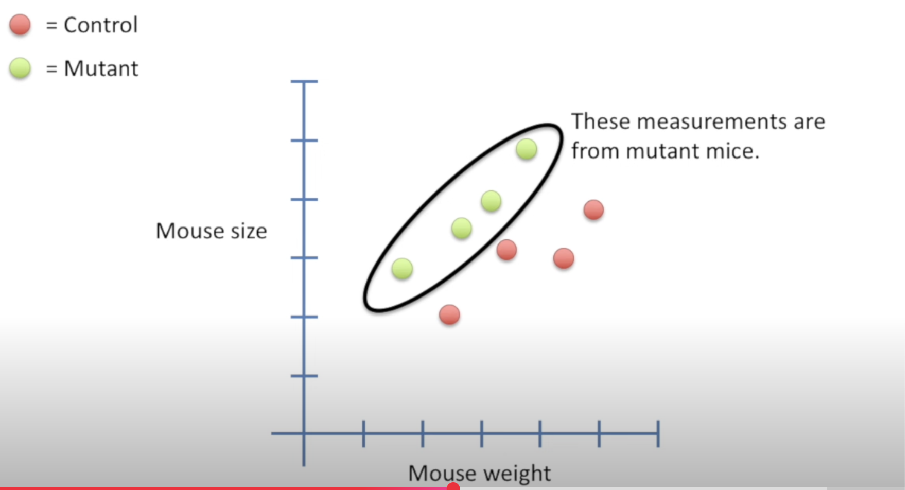 = Control
= Mutant
These measurements are
from mutant mice.
Mouse size
Mouse weight